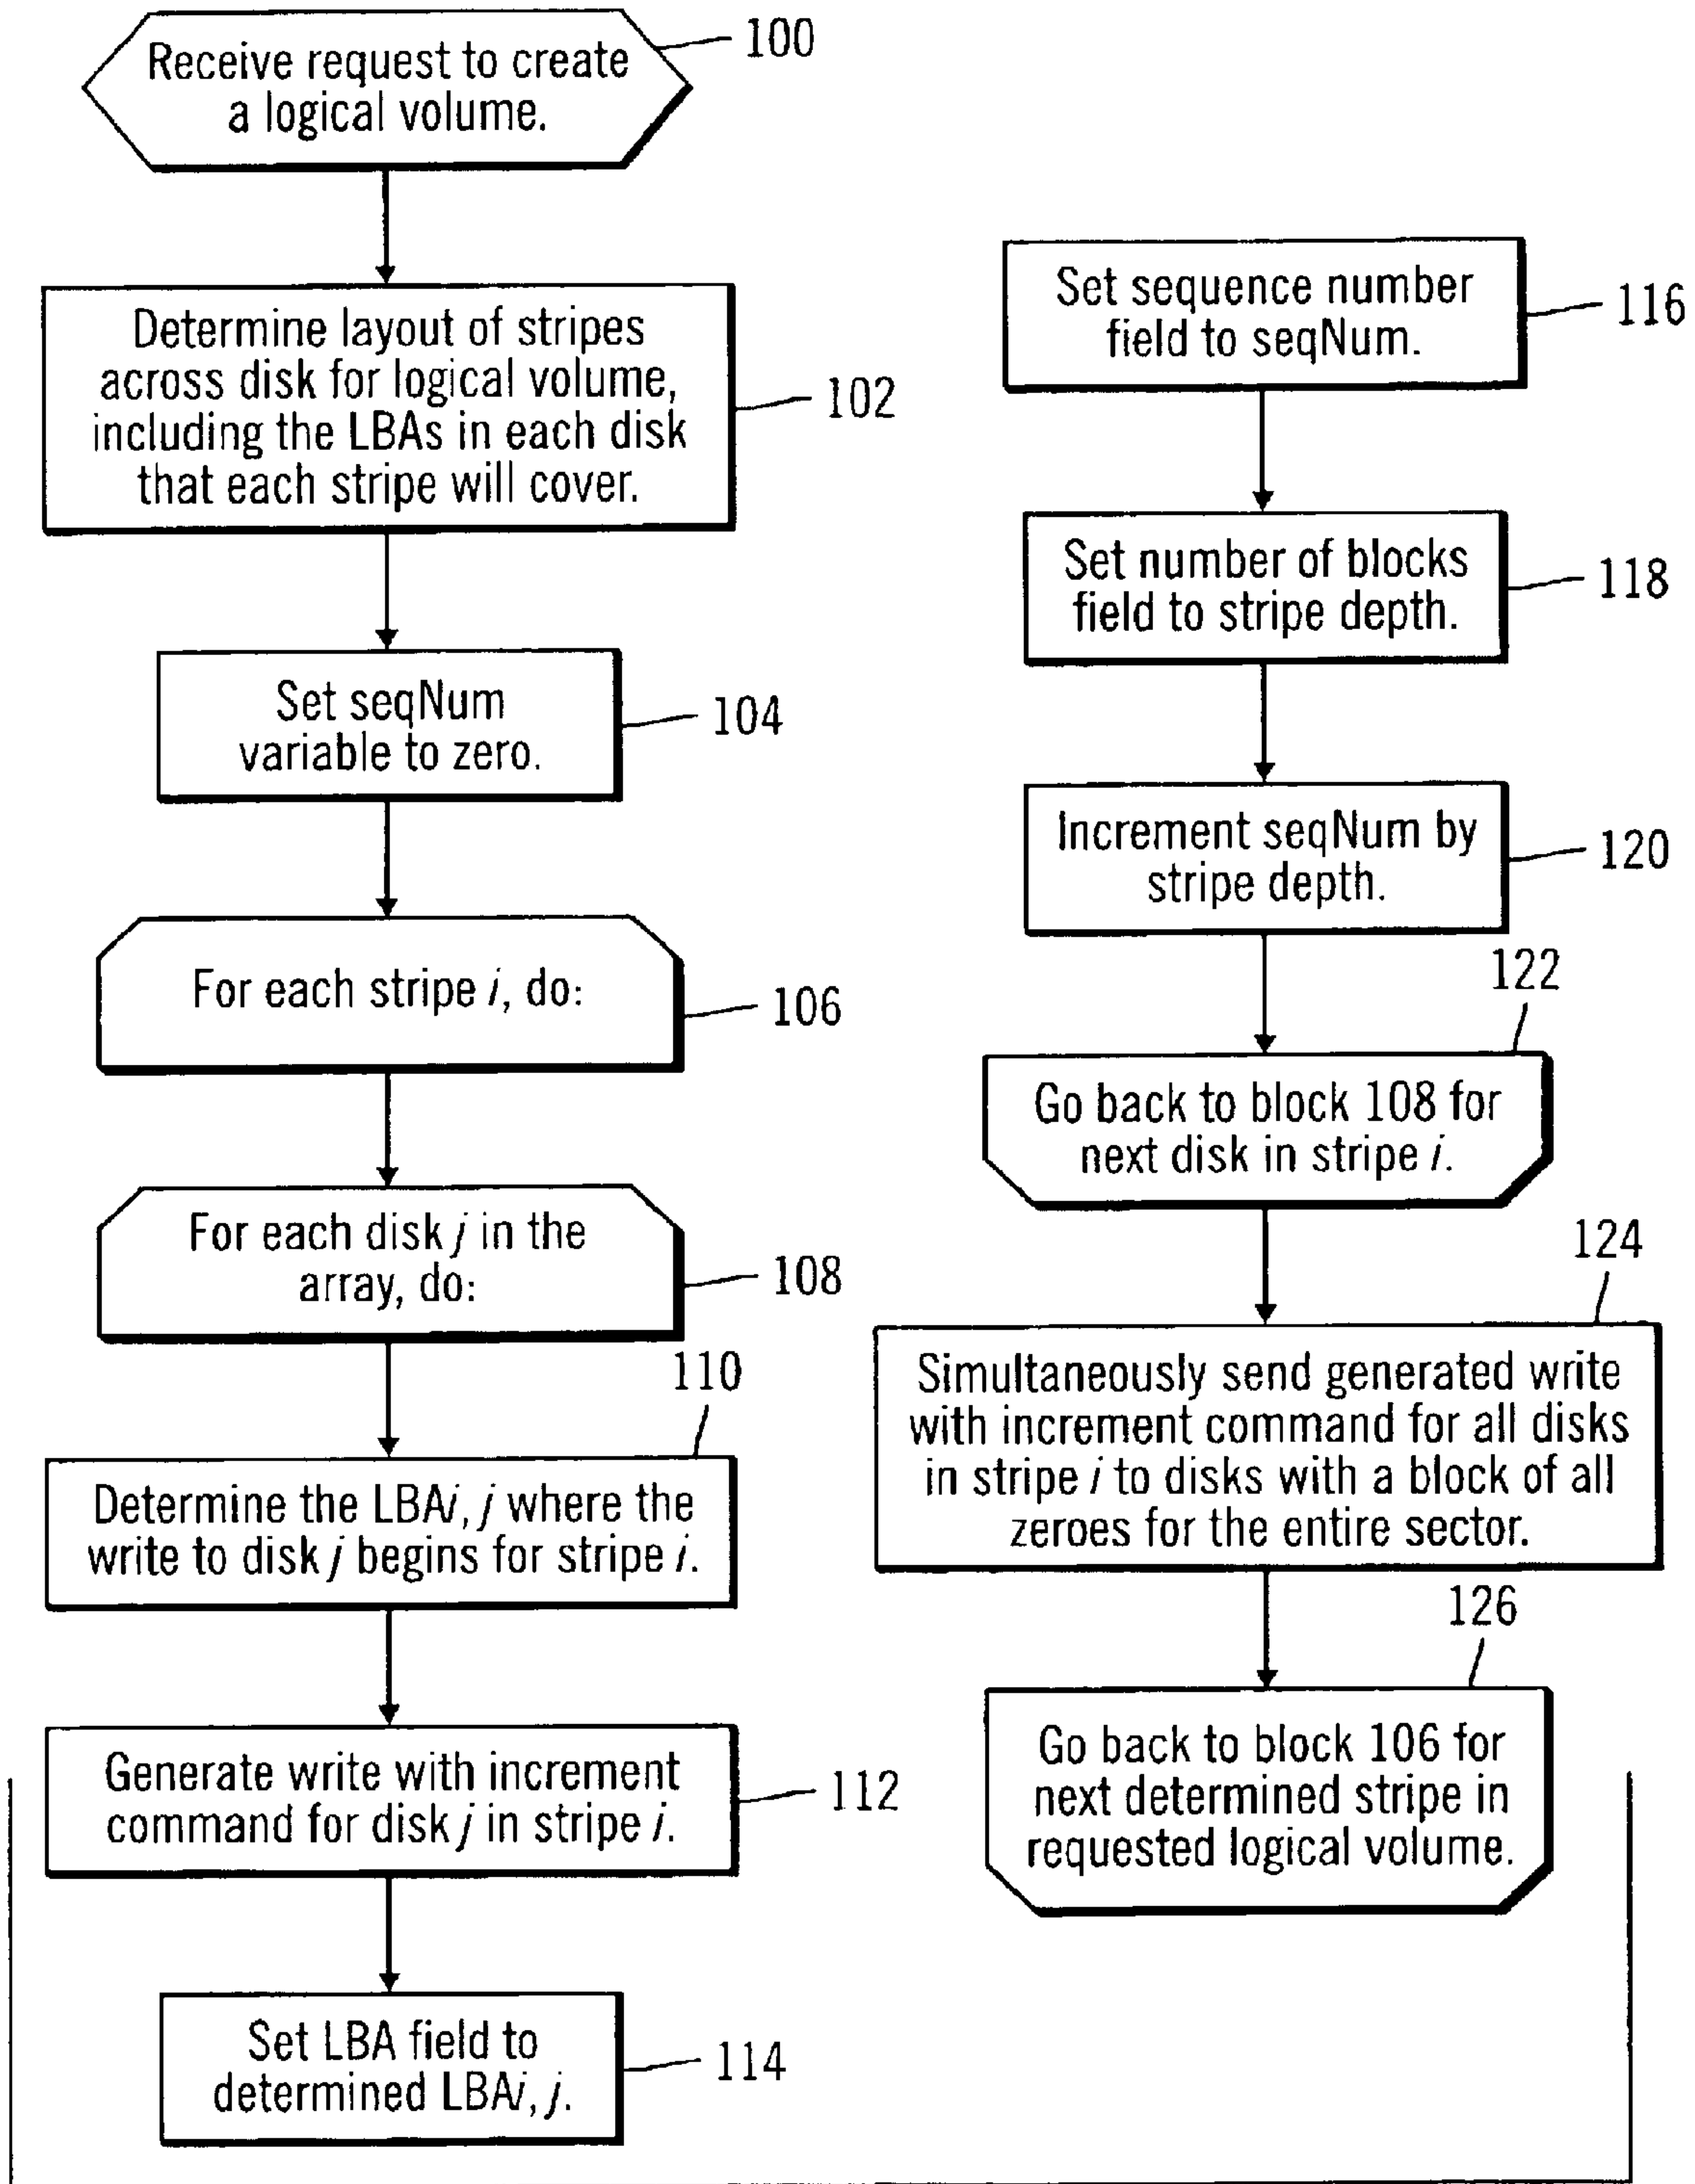 Receive request to create
a logical volume.
100
Determine layout of stripes
across disk for logical volume,
including the LBAs in each disk
that each stripe will cover.
102
Set seqNum
variable to zero.
104
For each stripe i, do:
106
For each disk j in the
array, do:
108
110
Determine the LBAi, j where the
write to disk j begins for stripe i.
Generate write with increment
command for disk j in stripe i.
112
Set LBA field to
determined LBAi, j.
114
Set sequence number
field to seqNum.
116
Set number of blocks
field to stripe depth.
118
Increment seqNum by
stripe depth.
120
122
Go back to block 108 for
next disk in stripe i.
124
Simultaneously send generated write
with increment command for all disks
in stripe i to disks with a block of all
zeroes for the entire sector.
126
Go back to block 106 for
next determined stripe in
requested logical volume.